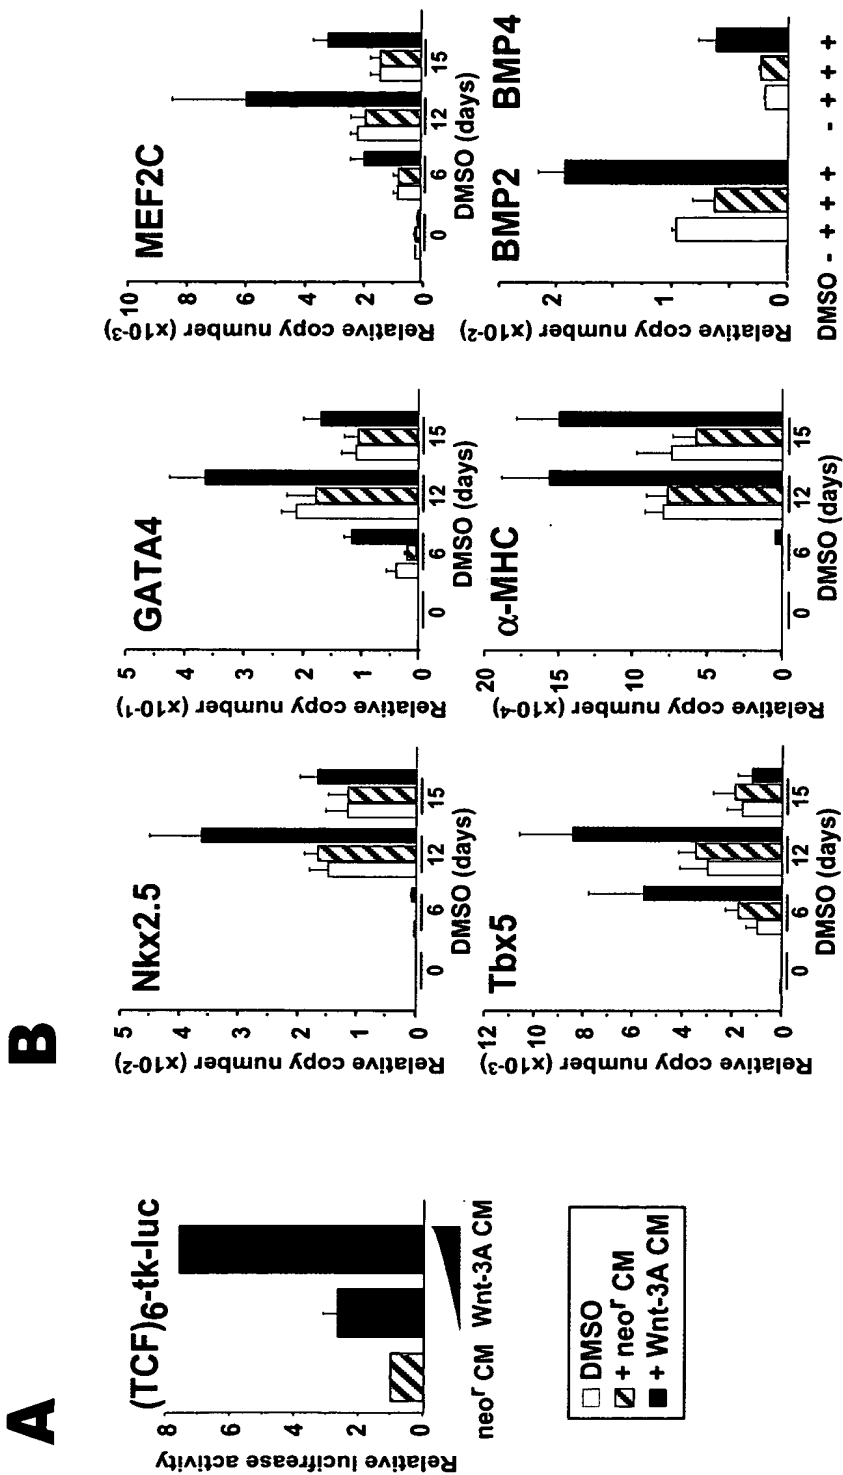 A
(TCF)6-tk-luc
Relative lucifrease activity
8
6
4
2
0
neor CM
Wnt-3A CM
DMSO
+ neor CM
+ Wnt-3A CM
B
Nkx2.5
Relative copy number (x10-2)
5
4
3
2
1
0
0 6 12 15
DMSO (days)
GATA4
Relative copy number (x10-1)
5
4
3
2
1
0
0 6 12 15
DMSO (days)
MEF2C
Relative copy number (x10-3)
10
8
6
4
2
0
0 6 12 15
DMSO (days)
Tbx5
Relative copy number (x10-3)
12
10
8
6
4
2
0
0 6 12 15
DMSO (days)
α-MHC
Relative copy number (x10-4)
20
15
10
5
0
0 6 12 15
DMSO (days)
BMP2 BMP4
Relative copy number (x10-2)
2
1
0
DMSO - + + + - + + +